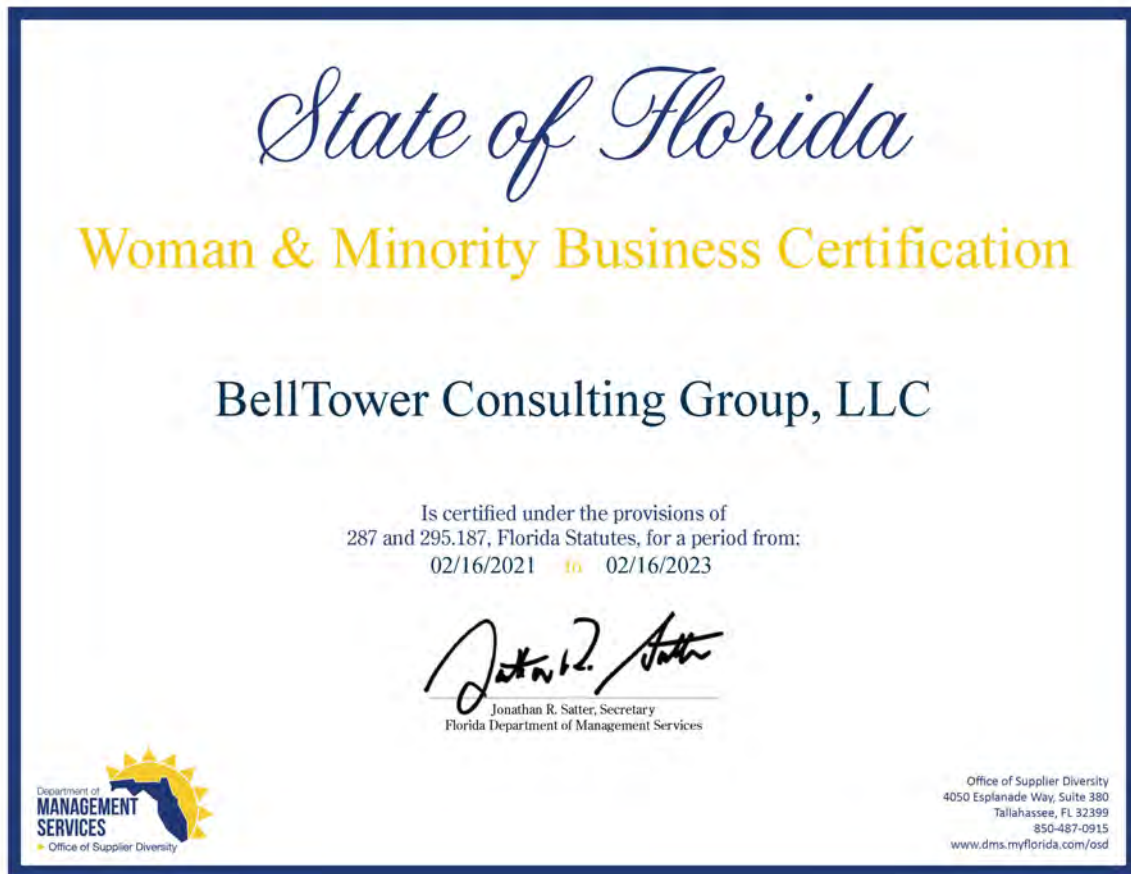 State of Florida
Woman & Minority Business Certification
BellTower Consulting Group, LLC
Is certified under the provisions of
287 and 295.187, Florida Statutes, for a period from:
02/16/2021 to 02/16/2023
Jonathan R. Satter, Secretary
Florida Department of Management Services
Department of
MANAGEMENT
SERVICES
Office of Supplier Diversity
Office of Supplier Diversity
4050 Esplanade Way, Suite 380
Tallahassee, FL 32399
850-487-0915
www.dms.myflorida.com/osd